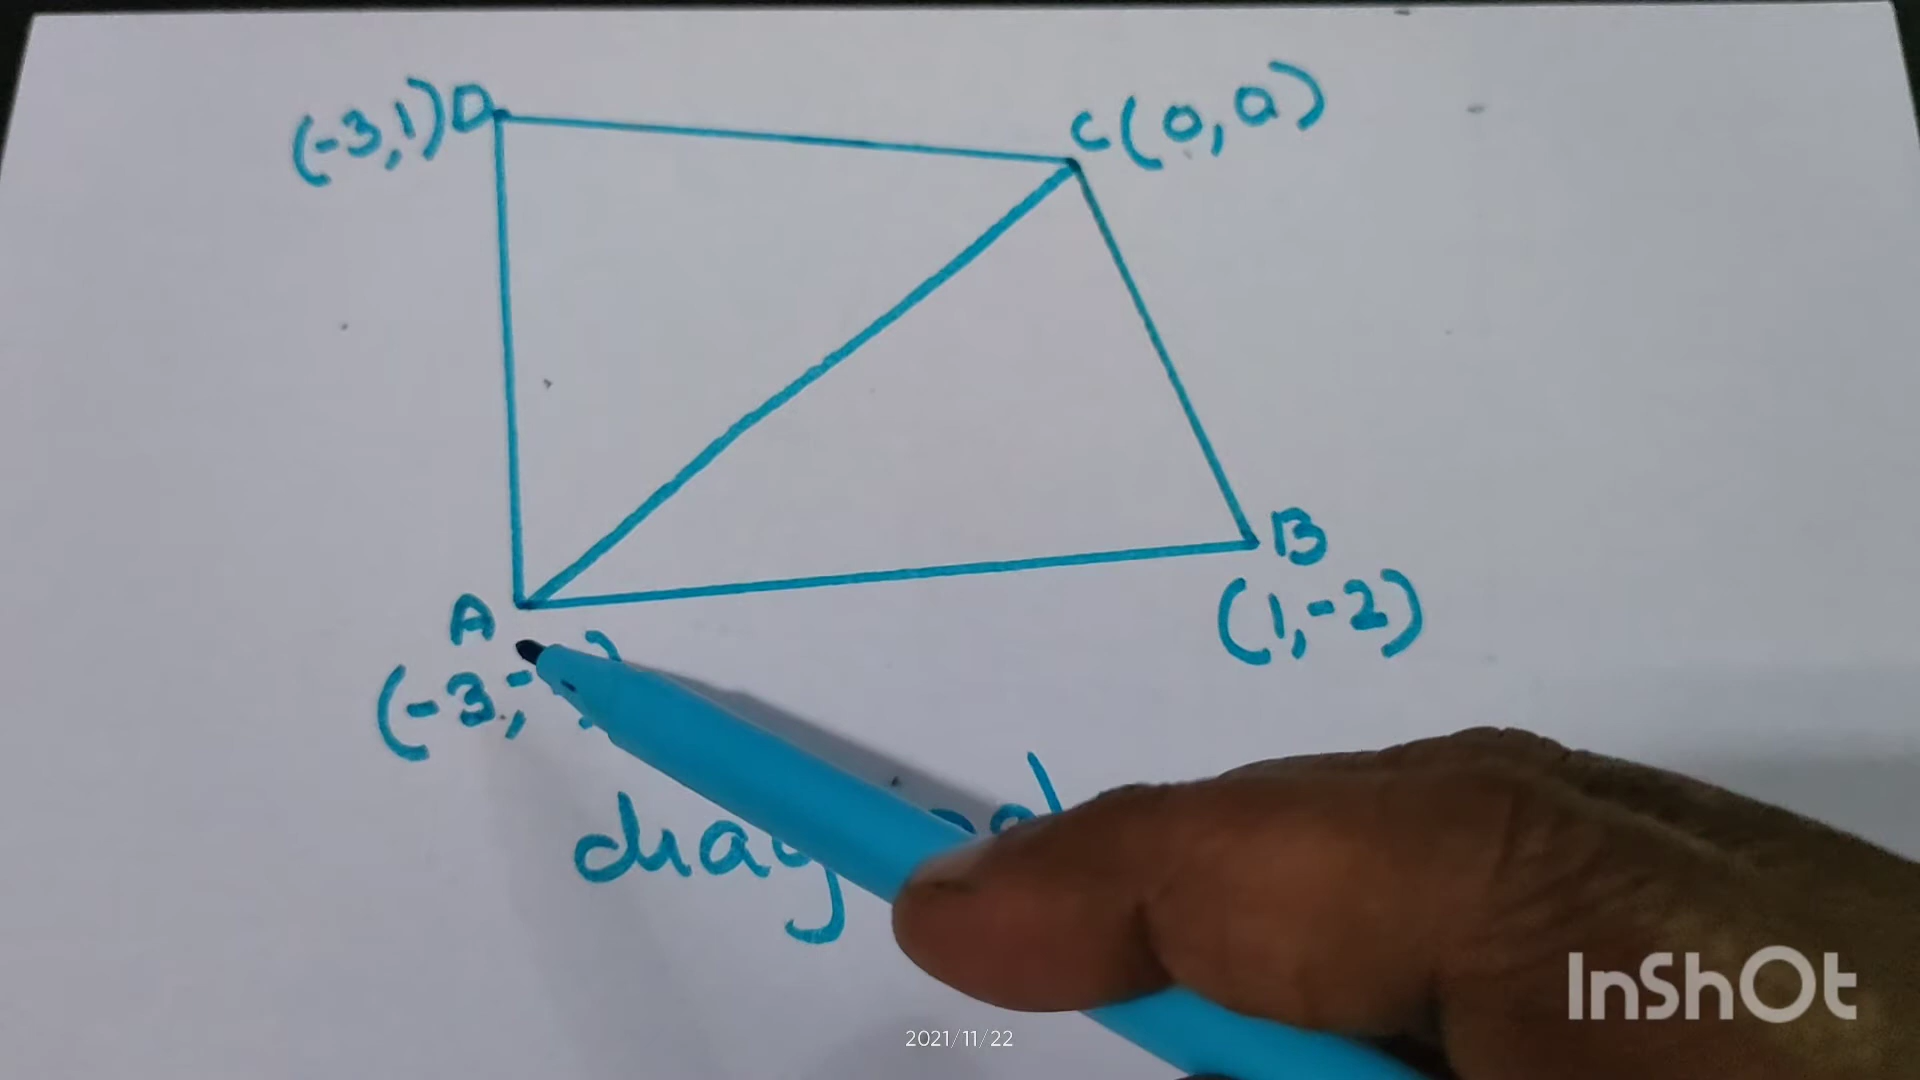 (-3,1) D
C (0,a)
A
B
(-3,-
(1,-2)
InShOt
2021/11/22